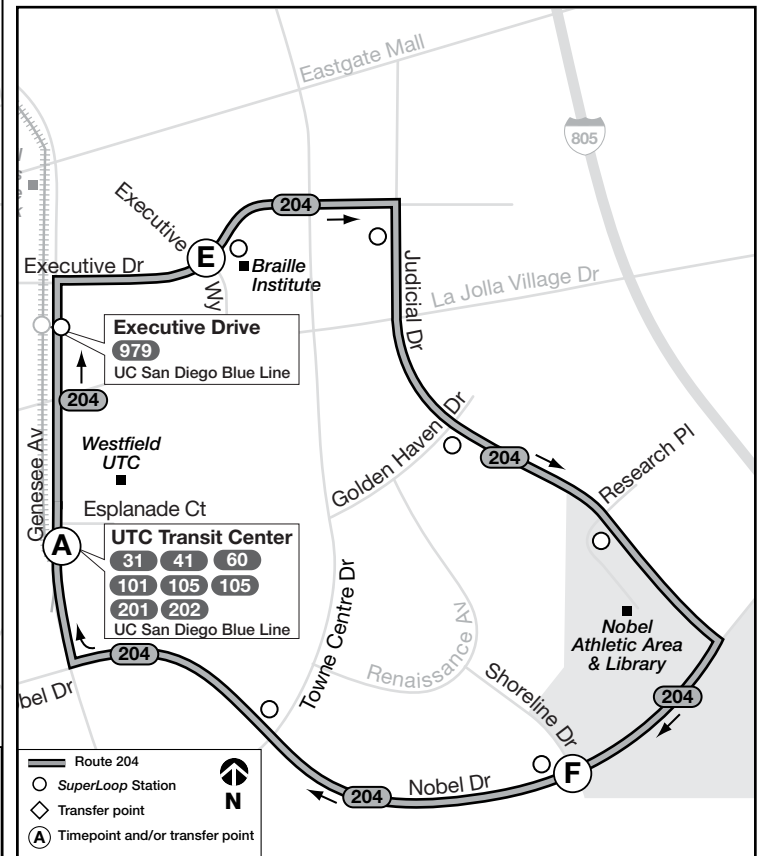 Eastgate Mall
805
Executive Wy
204
Executive Dr
E
Braille
Institute
Judicial Dr
La Jolla Village Dr
Executive Drive
979
UC San Diego Blue Line
204
Westfield
UTC
Genesee Av
Golden Haven Dr
204
Research Pl
Esplanade Ct
A
UTC Transit Center
31 41 60
101 105 105
201 202
UC San Diego Blue Line
Nobel
Athletic Area
& Library
Towne Centre Dr
Renaissance Av
Shoreline Dr
204
204
bel Dr
F
Nobel Dr
204
Route 204
SuperLoop Station
Transfer point
A Timepoint and/or transfer point
N